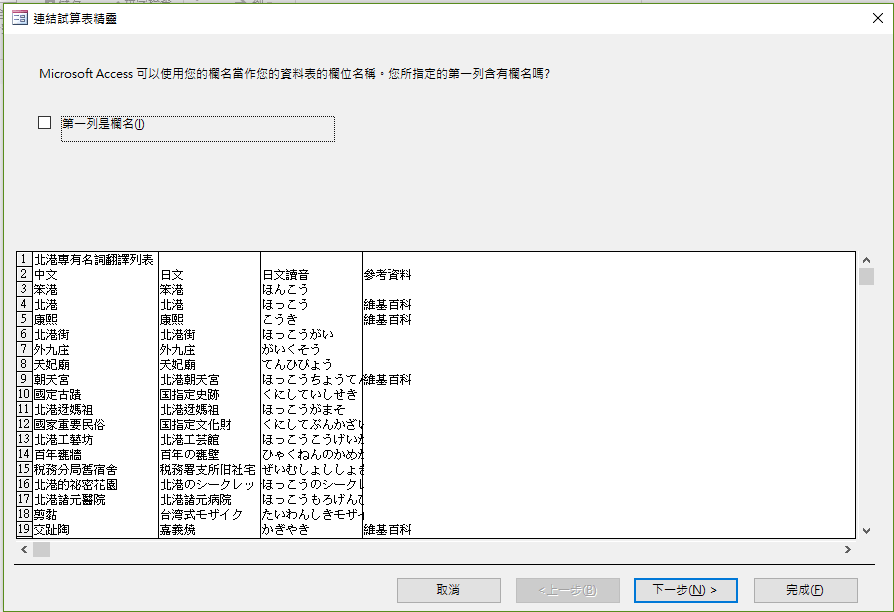 連結試算表精靈
Microsoft Access 可以使用您的欄名當作您的資料表的欄位名稱。您所指定的第一列含有欄名嗎?
第一列是欄名(I)
1 北港專有名詞翻譯列表
2 中文 日文 日文讀音 參考資料
3 笨港 笨港 ほんこう
4 北港 北港 ほっこう 維基百科
5 康熙 康熙 こうき 維基百科
6 北港街 北港街 ほっこうがい
7 外九庄 外九庄 がいくそう
8 天妃廟 天妃廟 てんひびょう
9 朝天宮 北港朝天宮 ほっこうちょうてん 維基百科
10 國定古蹟 国指定史跡 くにしていしせき
11 北港迓媽祖 北港迓媽祖 ほっこうがまそ
12 國家重要民俗 国指定文化財 くにしてぶんかざい
13 北港工藝坊 北港工芸館 ほっこうこうげいか
14 百年甕牆 百年の甕壁 ひゃくねんのかめか
15 稅務分局舊宿舍 税務署支所旧社宅 ぜいむしょししょき
16 北港的祕密花園 北港のシークレッ ほっこうのシークレ
17 北港諸元醫院 北港諸元病院 ほっこうもろげんび
18 剪黏 台湾式モザイク たいわんしきモザイ
19 交趾陶 嘉義燒 かぎやき 維基百科
取消
<上一步(B)
下一步(N) >
完成(F)